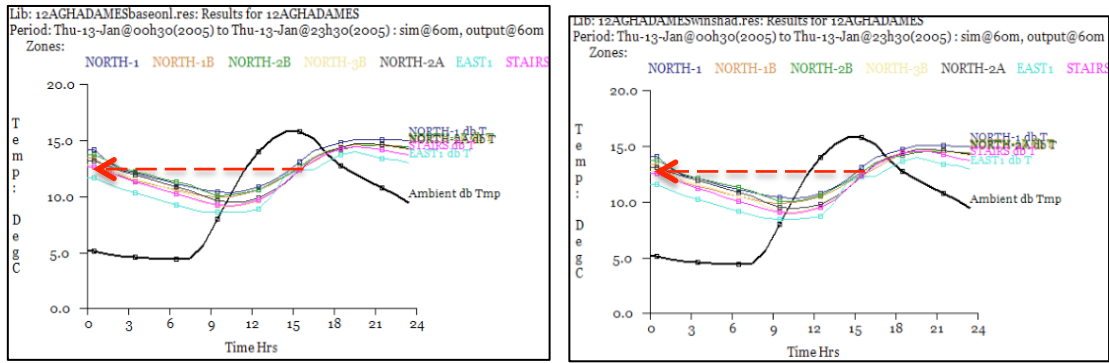 Lib: 12AGHADAMESbaseonl.res: Results for 12AGHADAMES
Period: Thu-13-Jan@00h30(2005) to Thu-13-Jan@23h30(2005) : sim@60m, output@60m
Zones:
NORTH-1 NORTH-1B NORTH-2B NORTH-3B NORTH-2A EAST1 STAIRS
20.0
15.0
10.0
5.0
0.0
Temp: DegC
NORTH-1 db T
NORTH-2A db T
STAIRS db T
EAST1 db T
Ambient db Tmp
0 3 6 9 12 15 18 21 24
Time Hrs
Lib: 12AGHADAMESwinshad.res: Results for 12AGHADAMES
Period: Thu-13-Jan@00h30(2005) to Thu-13-Jan@23h30(2005) : sim@60m, output@60m
Zones:
NORTH-1 NORTH-1B NORTH-2B NORTH-3B NORTH-2A EAST1 STAIRS
20.0
15.0
10.0
5.0
0.0
Temp: DegC
NORTH-1 db T
NORTH-2A db T
STAIRS db T
EAST1 db T
Ambient db Tmp
0 3 6 9 12 15 18 21 24
Time Hrs